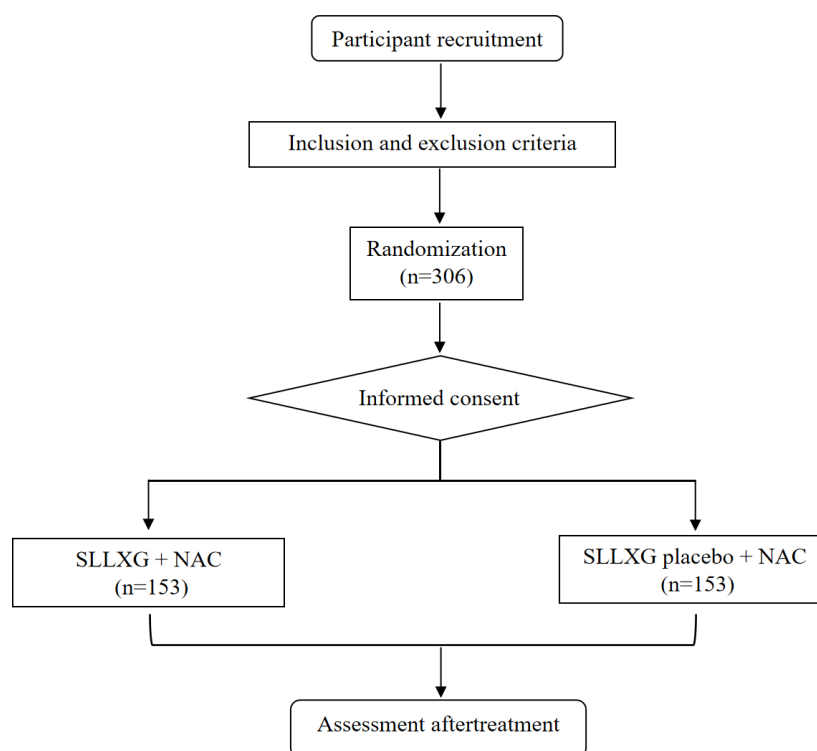 Participant recruitment
Inclusion and exclusion criteria
Randomization
(n=306)
Informed consent
SLLXG + NAC
(n=153)
SLLXG placebo + NAC
(n=153)
Assessment aftertreatment